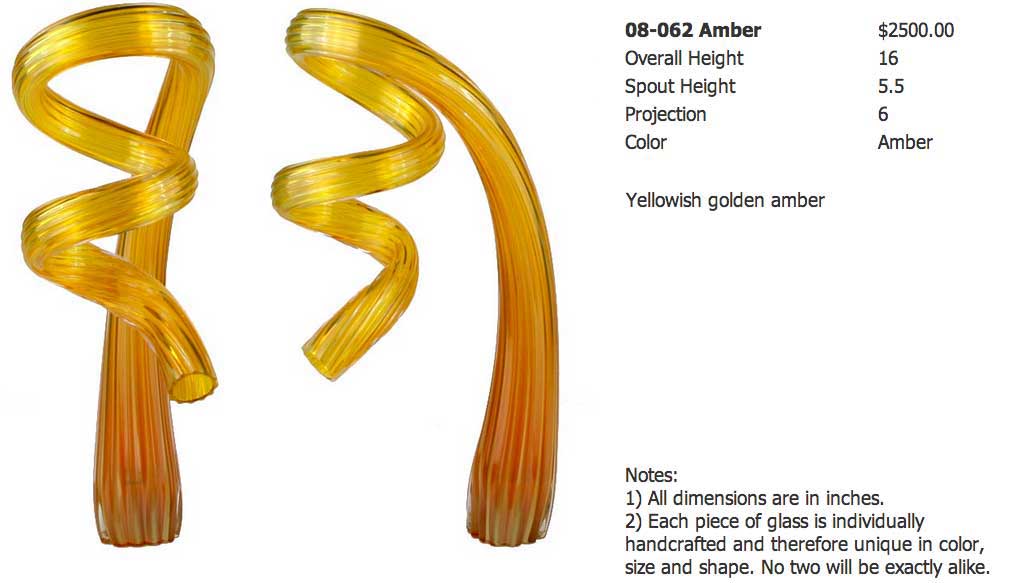 08-062 Amber $2500.00
Overall Height 16
Spout Height 5.5
Projection 6
Color Amber
Yellowish golden amber
Notes:
1) All dimensions are in inches.
2) Each piece of glass is individually
handcrafted and therefore unique in color,
size and shape. No two will be exactly alike.